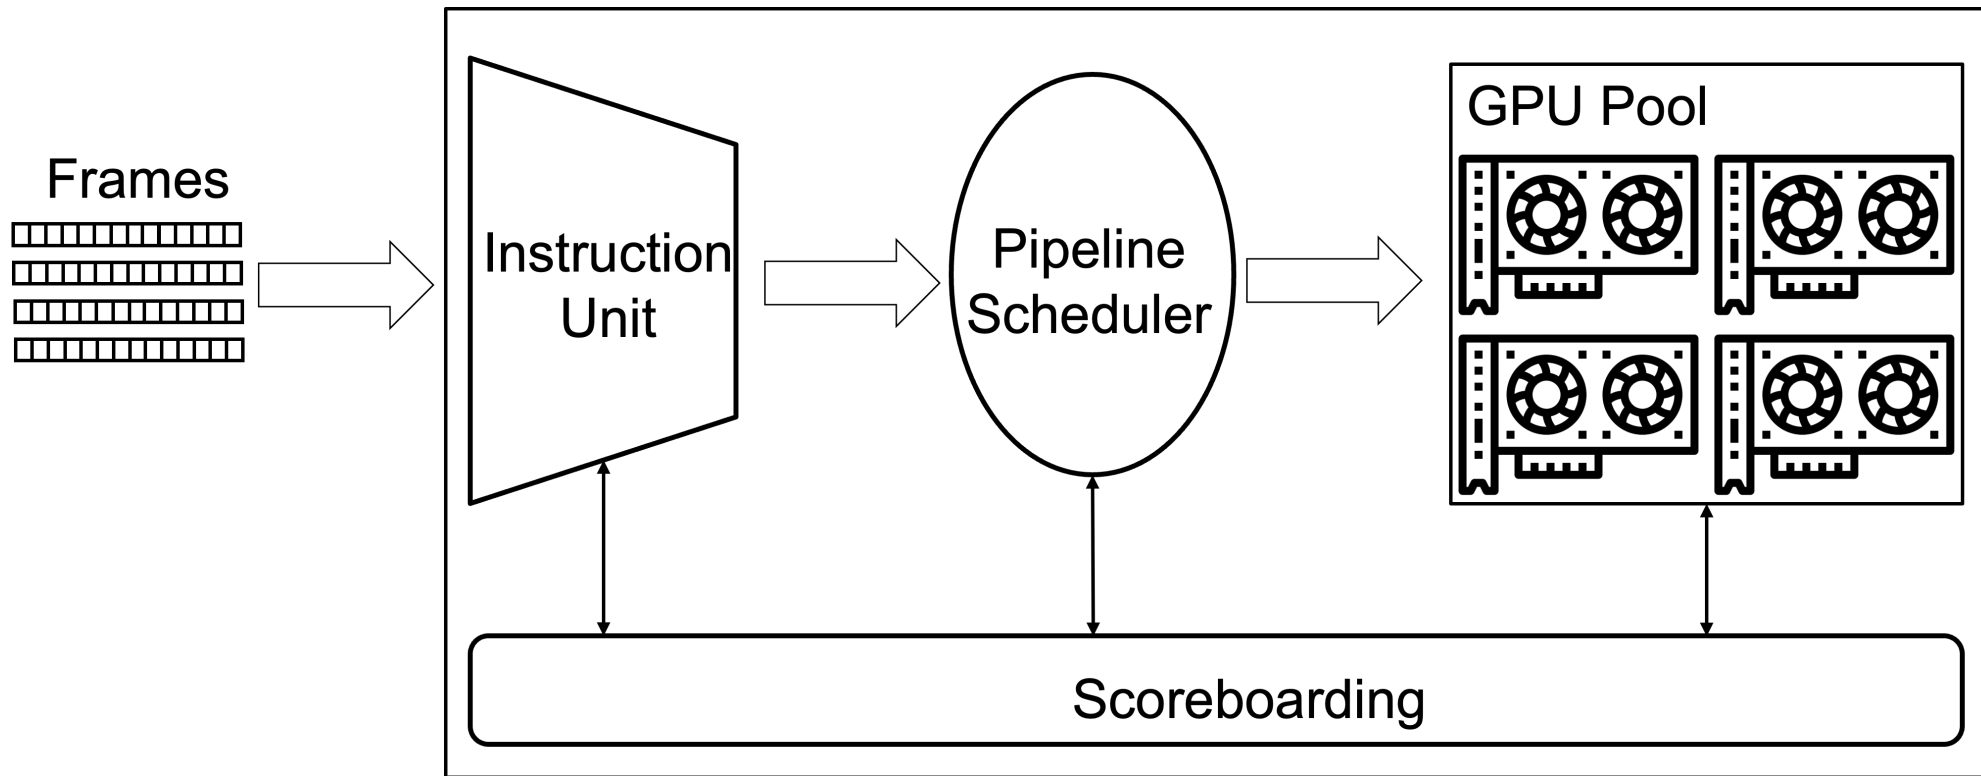 Frames
Instruction
Unit
Pipeline
Scheduler
GPU Pool
Scoreboarding